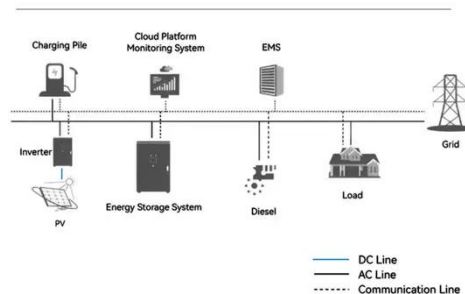 Charging Pile
Cloud Platform
Monitoring System
EMS
Inverter
Grid
PV
Energy Storage System
Diesel
Load
DC Line
AC Line
Communication Line